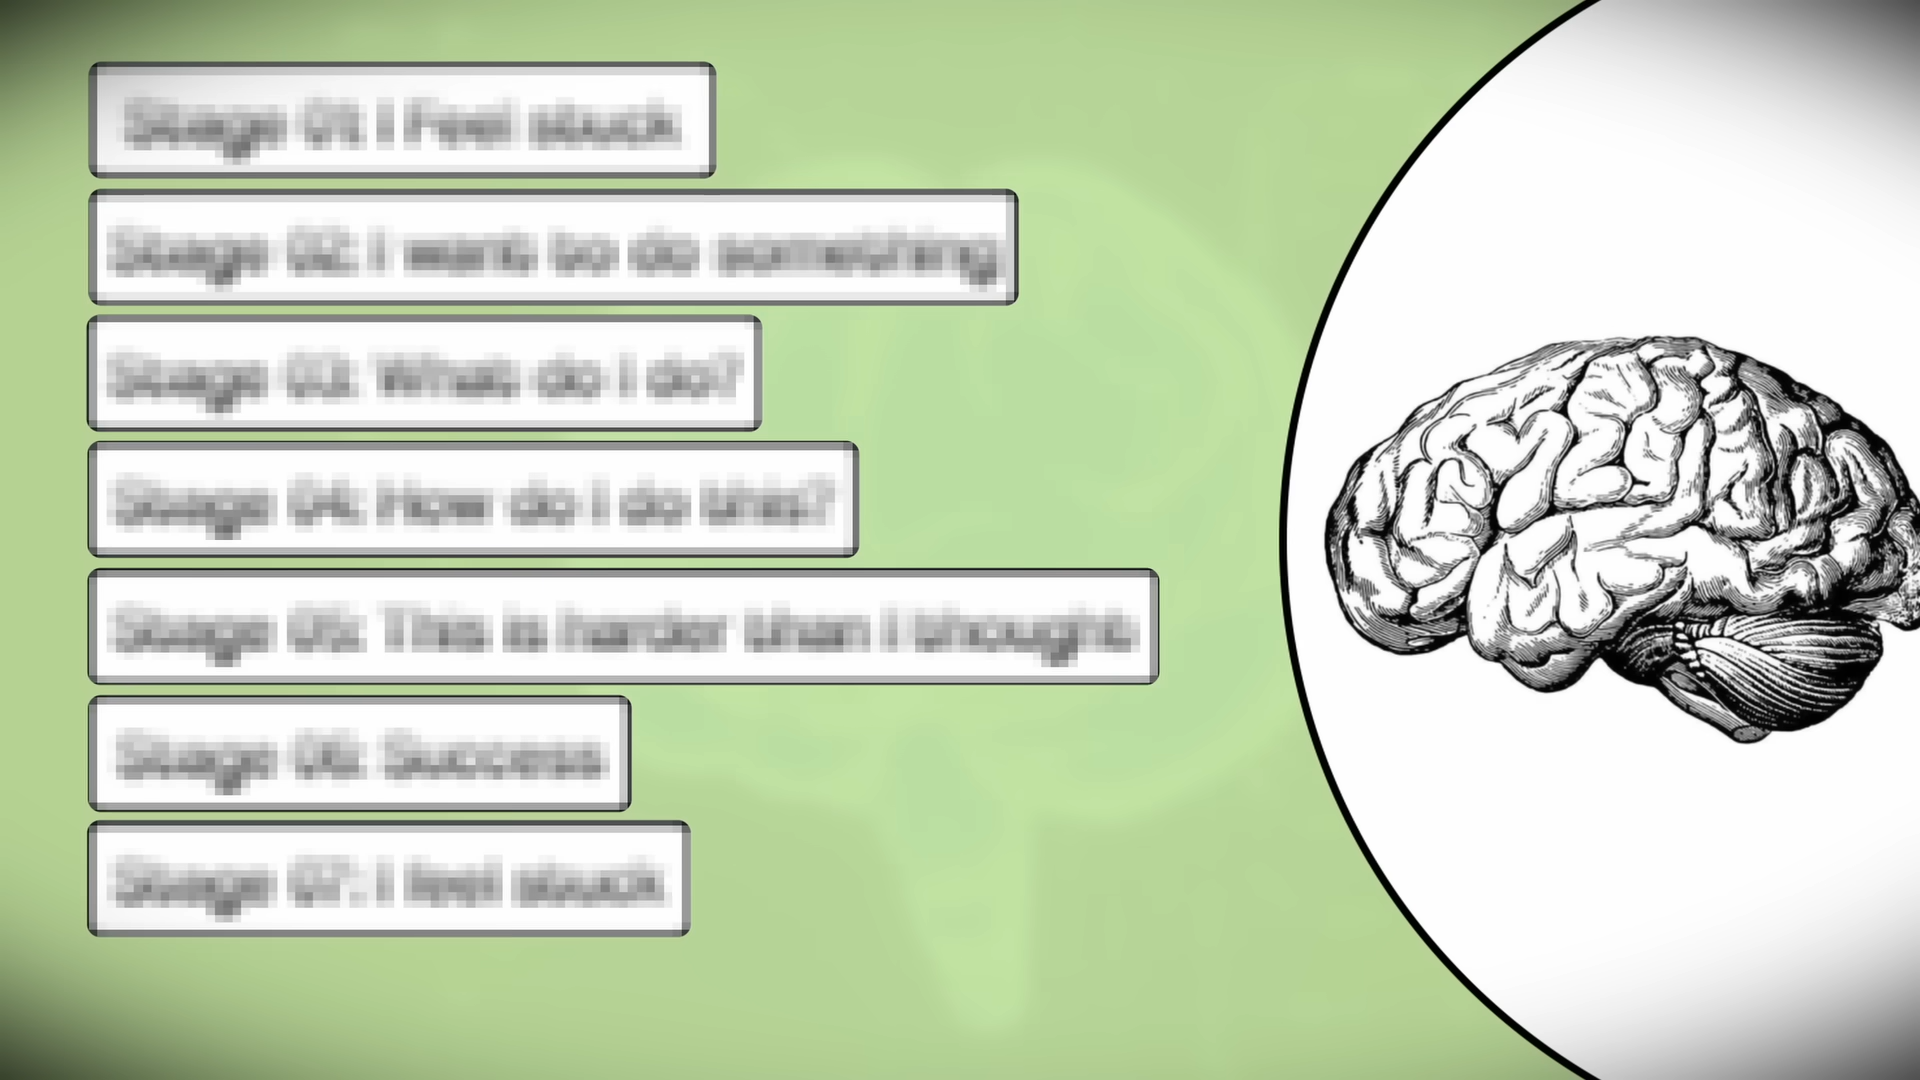 Stage 01: I Feel stuck
Stage 02: I want to do something
Stage 03: What do I do?
Stage 04: How do I do this?
Stage 05: This is harder than I thought
Stage 06: Success
Stage 07: I feel stuck